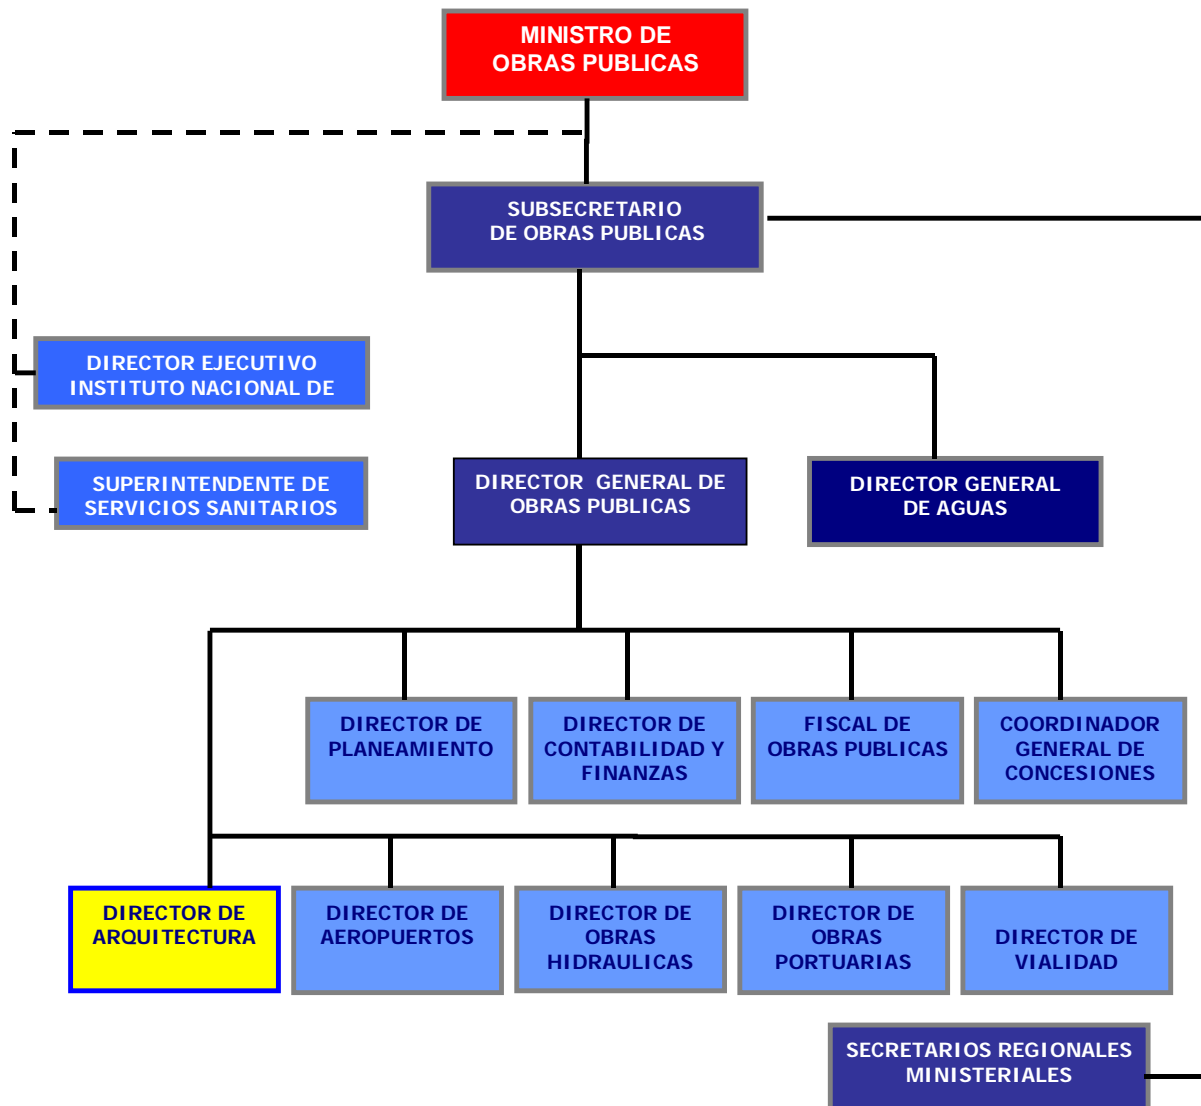 MINISTRO DE
OBRAS PUBLICAS
SUBSECRETARIO
DE OBRAS PUBLICAS
DIRECTOR EJECUTIVO
INSTITUTO NACIONAL DE
SUPERINTENDENTE DE
SERVICIOS SANITARIOS
DIRECTOR GENERAL DE
OBRAS PUBLICAS
DIRECTOR GENERAL
DE AGUAS
DIRECTOR DE
PLANEAMIENTO
DIRECTOR DE
CONTABILIDAD Y
FINANZAS
FISCAL DE
OBRAS PUBLICAS
COORDINADOR
GENERAL DE
CONCESIONES
DIRECTOR DE
ARQUITECTURA
DIRECTOR DE
AEROPUERTOS
DIRECTOR DE
OBRAS
HIDRAULICAS
DIRECTOR DE
OBRAS
PORTUARIAS
DIRECTOR DE
VIALIDAD
SECRETARIOS REGIONALES
MINISTERIALES